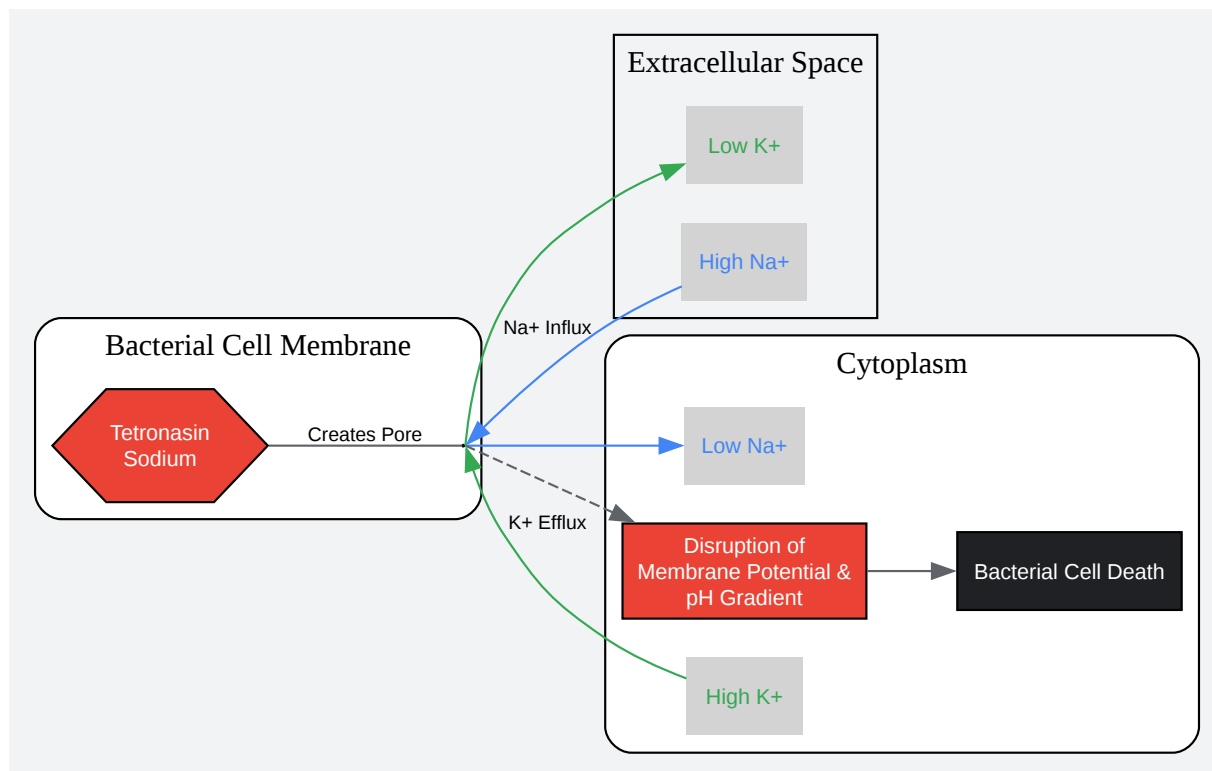 Extracellular Space
Low K+
High Na+
Na+ Influx
Bacterial Cell Membrane
Tetronasin
Sodium
Creates Pore
K+ Efflux
Cytoplasm
Low Na+
Disruption of
Membrane Potential &
pH Gradient
Bacterial Cell Death
High K+